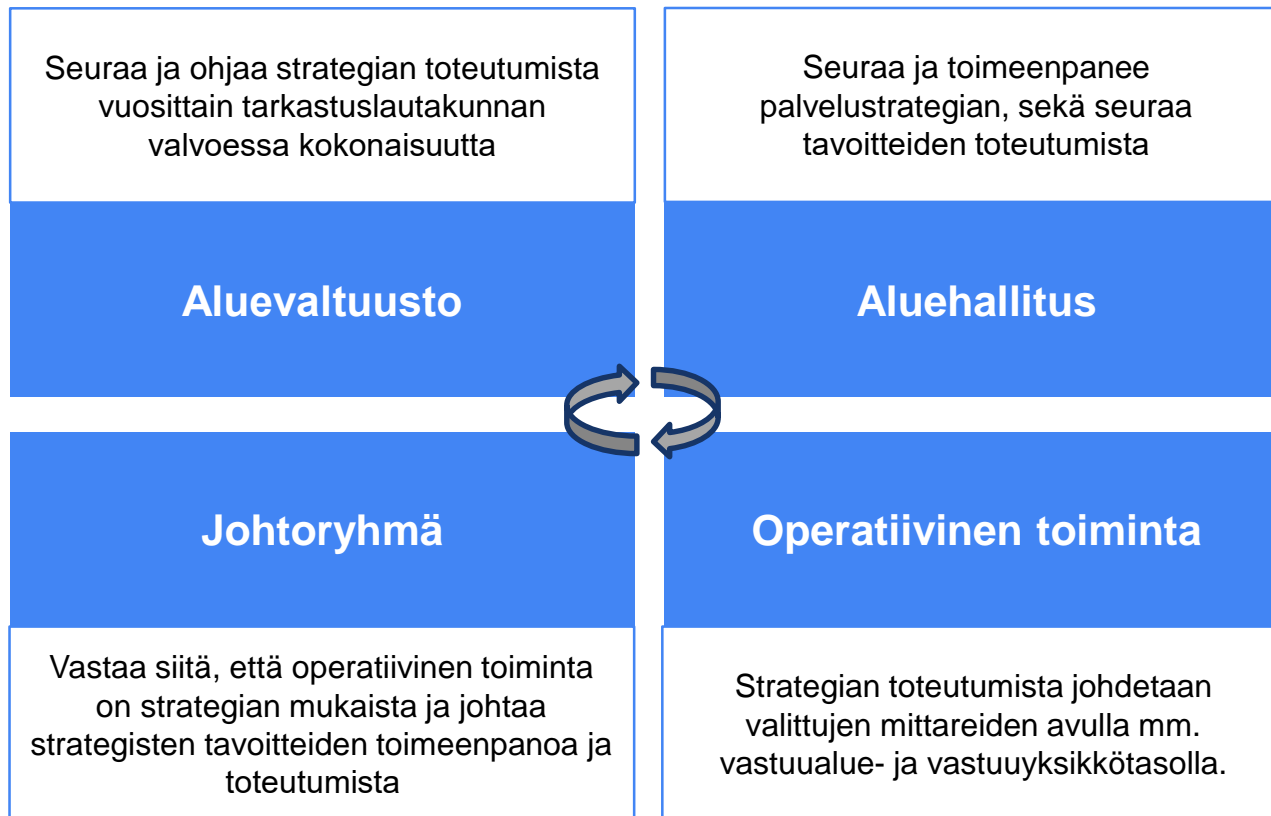 Seuraa ja ohjaa strategian toteutumista
vuosittain tarkastuslautakunnan
valvoessa kokonaisuutta
Aluevaltuusto
Seuraa ja toimeenpanee
palvelustrategian, sekä seuraa
tavoitteiden toteutumista
Aluehallitus
Johtoryhmä
Vastaa siitä, että operatiivinen toiminta
on strategian mukaista ja johtaa
strategisten tavoitteiden toimeenpanoa ja
toteutumista
Operatiivinen toiminta
Strategian toteutumista johdetaan
valittujen mittareiden avulla mm.
vastuualue- ja vastuuyksikkötasolla.